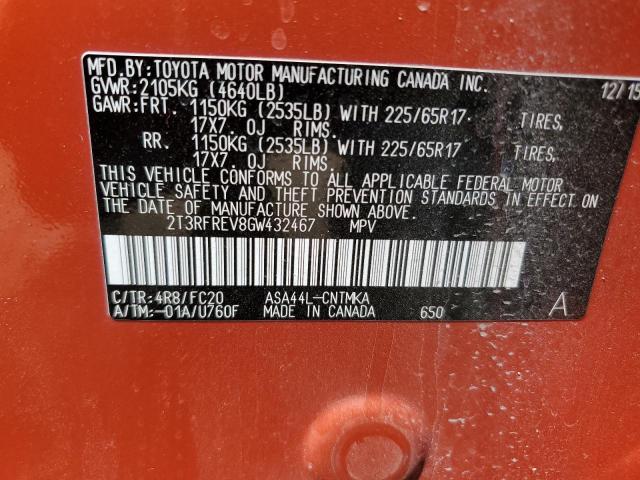 MFD.BY:TOYOTA MOTOR MANUFACTURING CANADA INC. 12/15
GVWR:2105KG (4640LB)
GAWR:FRT. 1150KG (2535LB) WITH 225/65R17 TIRES,
17X7.0J RIMS.
RR. 1150KG (2535LB) WITH 225/65R17 TIRES,
17X7.0J RIMS.
THIS VEHICLE CONFORMS TO ALL APPLICABLE FEDERAL MOTOR
VEHICLE SAFETY AND THEFT PREVENTION STANDARDS IN EFFECT ON
THE DATE OF MANUFACTURE SHOWN ABOVE.
2T3RFREV8GW432467 MPV
C/TR:4R8/FC20 ASA44L-CNTMKA
A/TM:-01A/U760F MADE IN CANADA 650 A